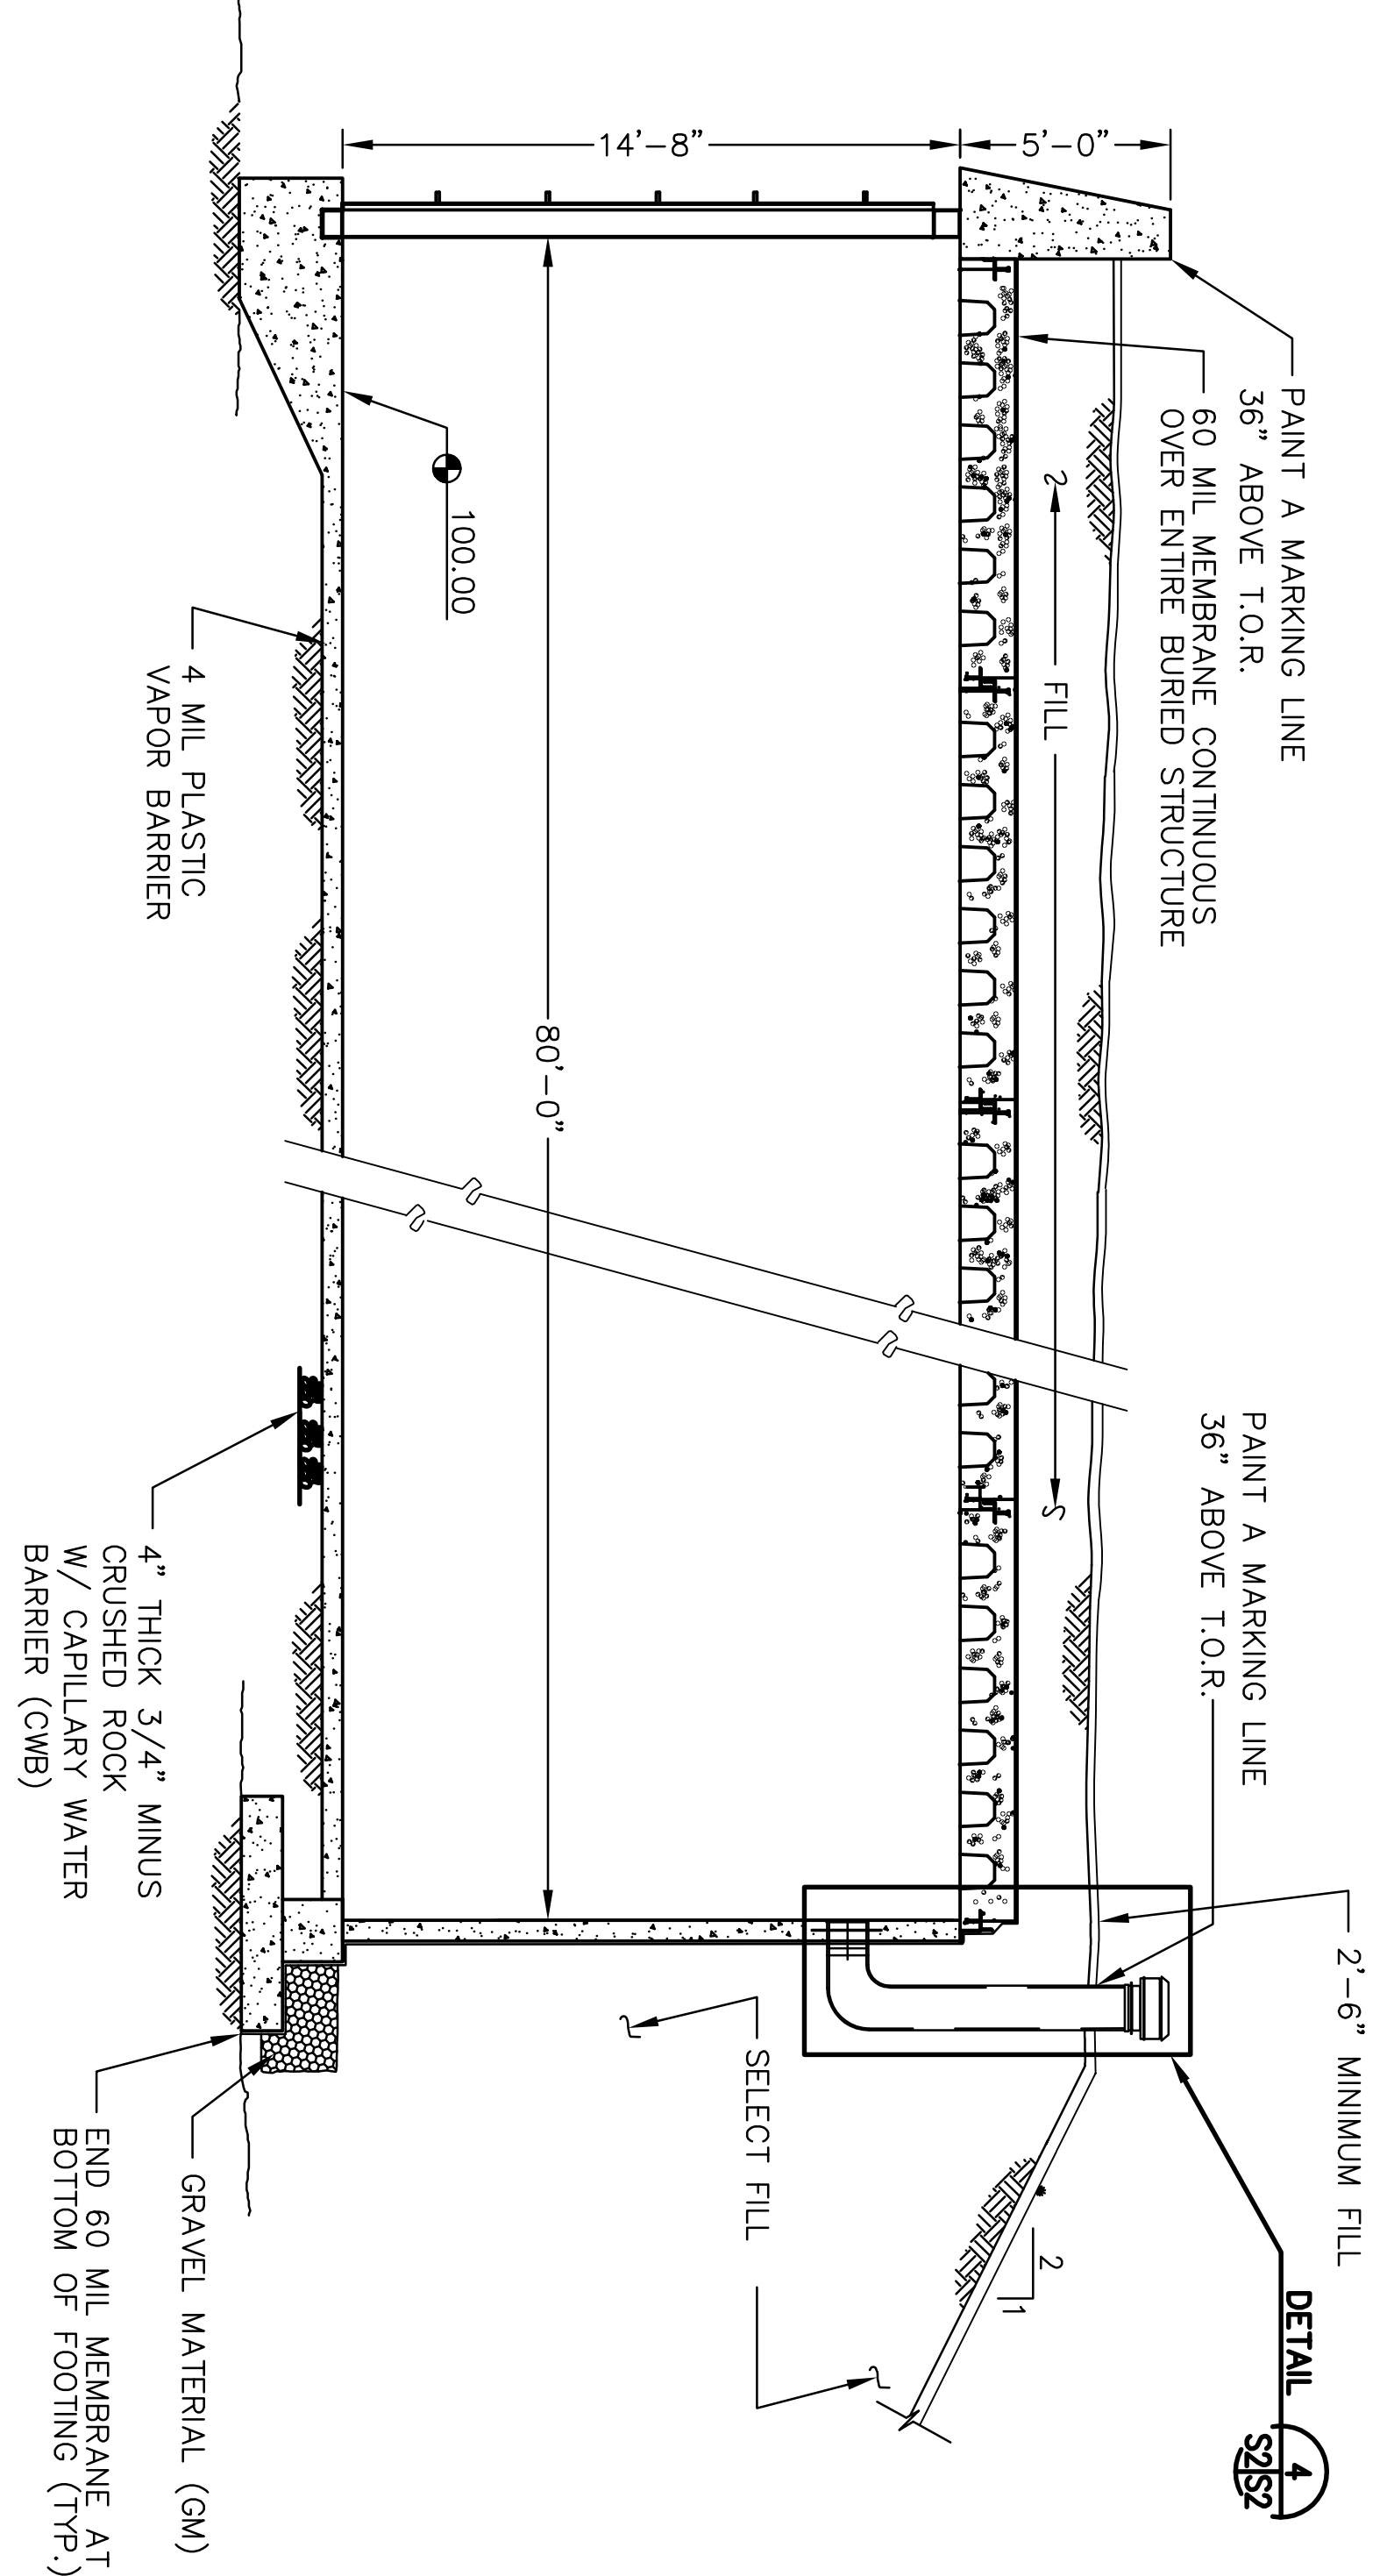 PAINT A MARKING LINE
36" ABOVE T.O.R.
60 MIL MEMBRANE CONTINUOUS
OVER ENTIRE BURIED STRUCTURE
PAINT A MARKING LINE
36" ABOVE T.O.R.
2'-6" MINIMUM FILL
DETAIL
4
S2 S2
5'-0"
14'-8"
2% FILL
2
1
SELECT FILL
80'-0"
100.00
4 MIL PLASTIC
VAPOR BARRIER
4" THICK 3/4" MINUS
CRUSHED ROCK
W/ CAPILLARY WATER
BARRIER (CWB)
GRAVEL MATERIAL (GM)
END 60 MIL MEMBRANE AT
BOTTOM OF FOOTING (TYP.)